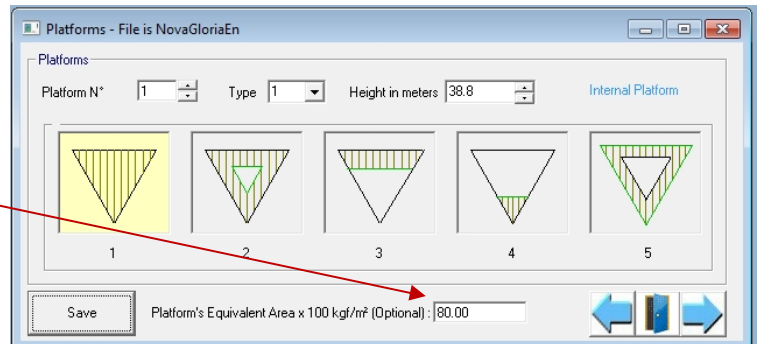 Platforms - File is NovaGloriaEn
Platforms
Platform N° 1 Type 1 Height in meters 38.8 Internal Platform
1 2 3 4 5
Save Platform's Equivalent Area x 100 kgf/m² (Optional) : 80.00